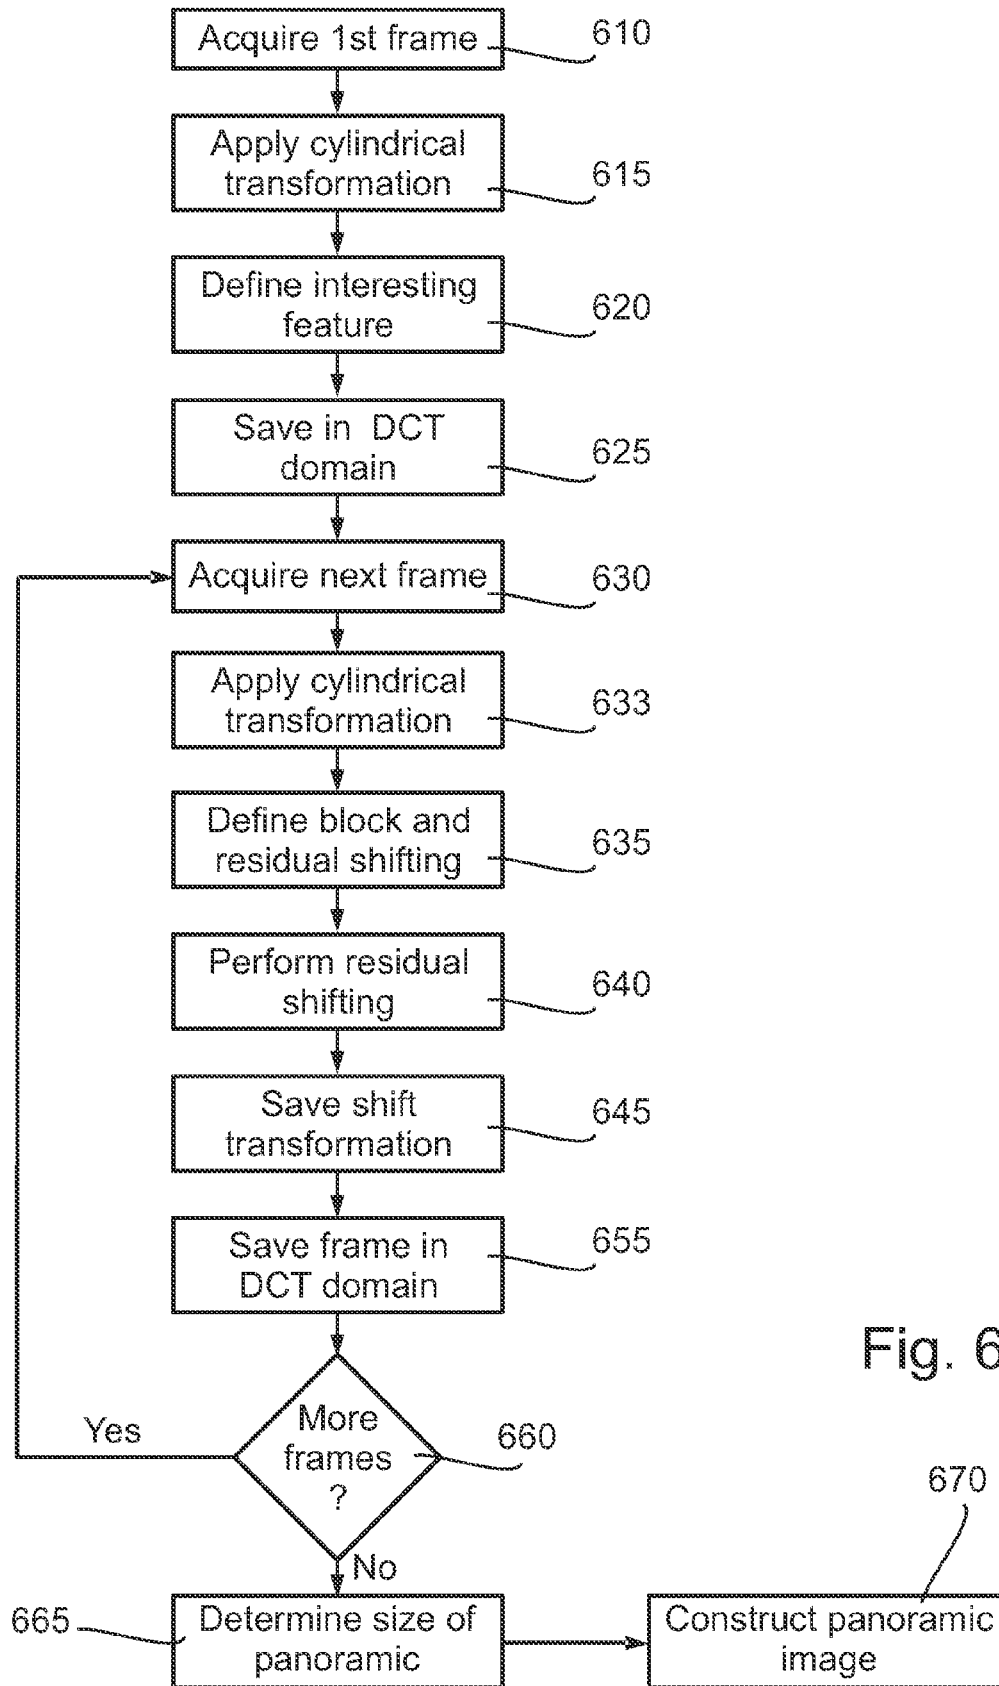 Acquire 1st frame
610
Apply cylindrical
transformation
615
Define interesting
feature
620
Save in DCT
domain
625
Acquire next frame
630
Apply cylindrical
transformation
633
Define block and
residual shifting
635
Perform residual
shifting
640
Save shift
transformation
645
Save frame in
DCT domain
655
Fig. 6
Yes
More
frames
?
660
No
665
Determine size of
panoramic
670
Construct panoramic
image